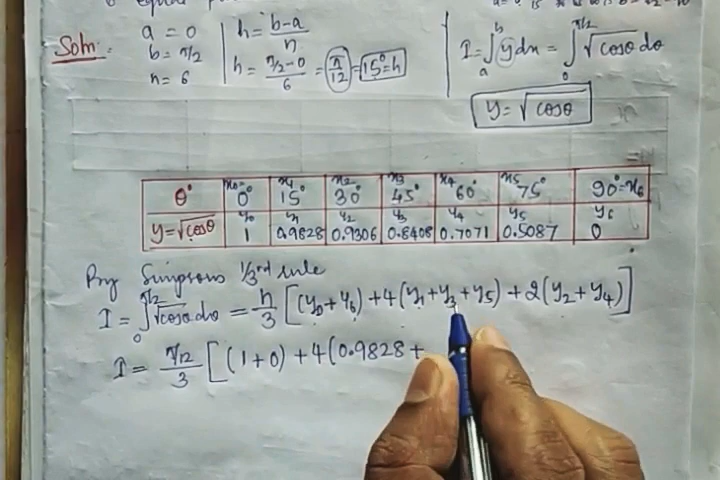 Soln:
a = 0
b = π/2
n = 6
h = b-a/n
h = π/2-0/6 = π/12 = 15° = h
I = ∫ₐᵇ y dx = ∫₀^π/2 √cosθ dθ
y = √cosθ
θ° x₀=0° x₁ 15° x₂ 30° x₃ 45° x₄ 60° x₅ 75° 90°=x₆
y=√cosθ y₀ 1 y₁ 0.9828 y₂ 0.9306 y₃ 0.8408 y₄ 0.7071 y₅ 0.5087 y₆ 0
By Simpsons 1/3rd rule
I = ∫₀^π/2 √cosθ dθ = h/3 [(y₀+y₆) +4(y₁+y₃+y₅) + 2(y₂+y₄)]
I = π/12/3 [(1+0) +4(0.9828 +